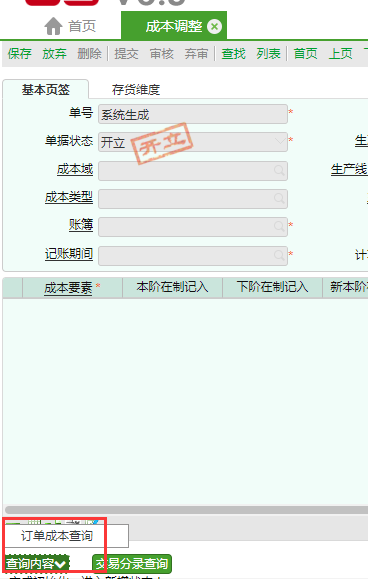 首页 成本调整
保存 放弃 删除 提交 审核 弃审 查找 列表 首页 上页
基本页签 存货维度
单号 系统生成 *
单据状态 开立 开立
成本域 生产线
成本类型
账簿 *
记账期间 *
成本要素 * 本阶在制记入 下阶在制记入 新本阶
订单成本查询
查询内容 交易分录查询